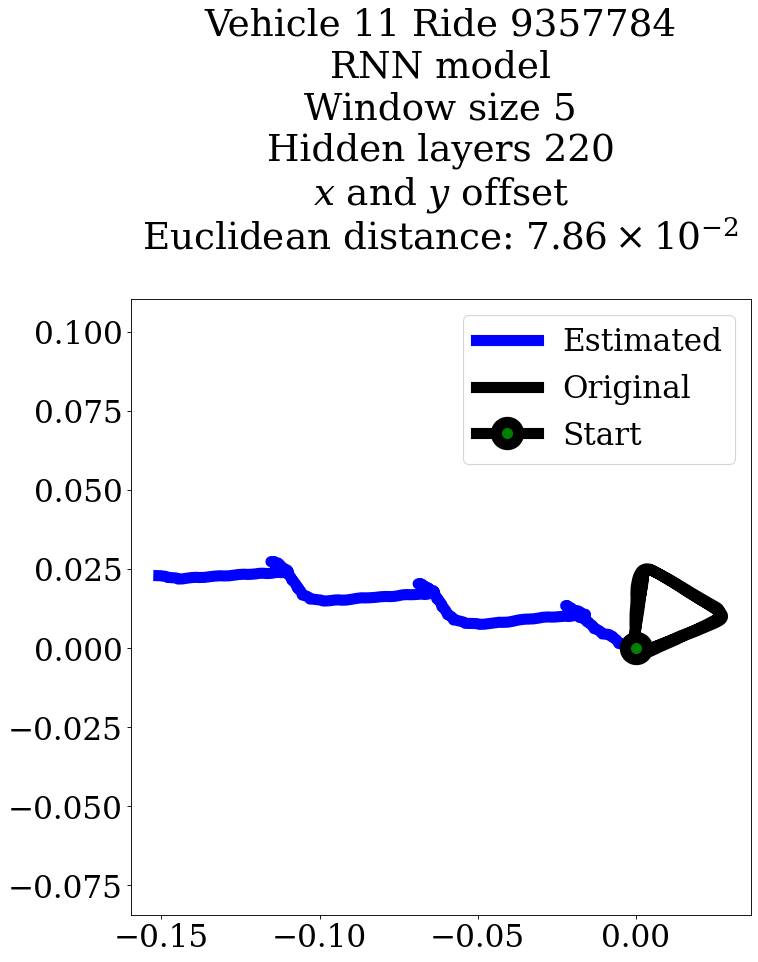 Vehicle 11 Ride 9357784
RNN model
Window size 5
Hidden layers 220
x and y offset
Euclidean distance: 7.86 × 10⁻²
Estimated
Original
Start
0.100
0.075
0.050
0.025
0.000
−0.025
−0.050
−0.075
−0.15 −0.10 −0.05 0.00